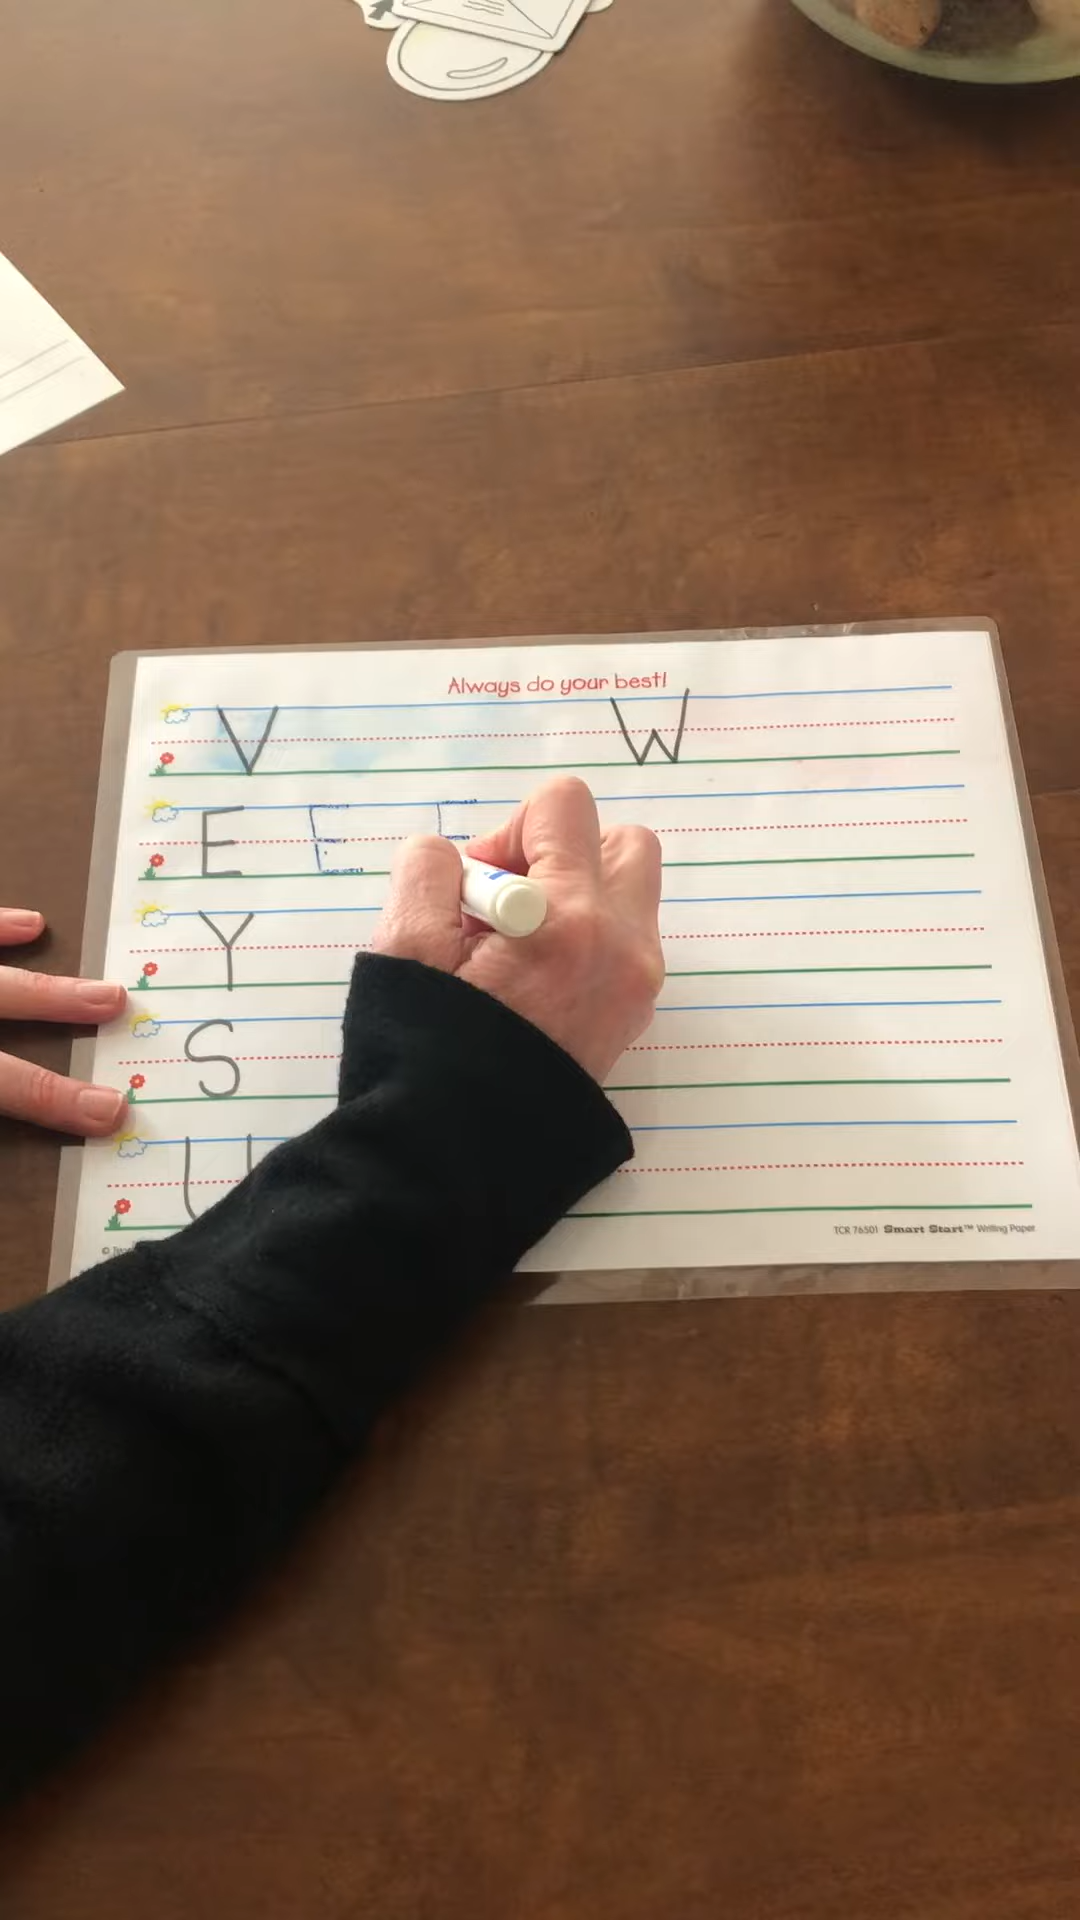 Always do your best!
V W
E E
Y
S
U
TCR 76501 Smart Start™ Writing Paper